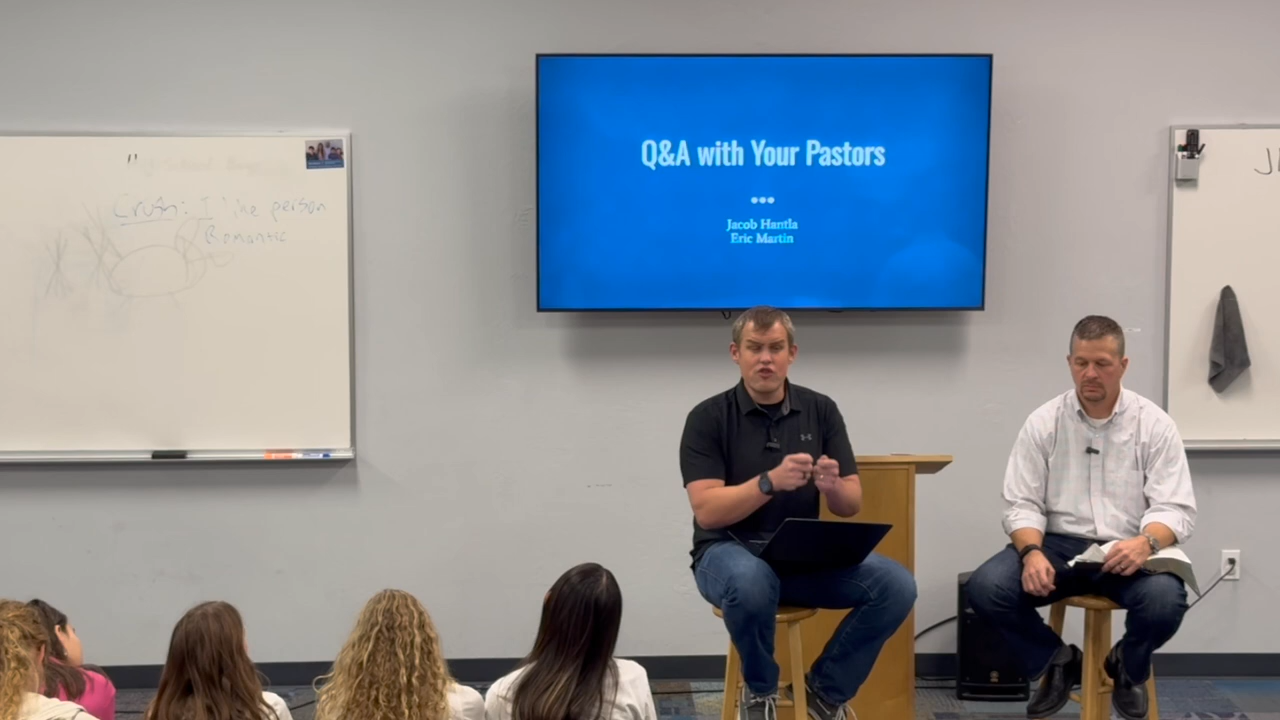 Q&A with Your Pastors
Jacob Hantla
Eric Martin
Crush: I like person
Romantic